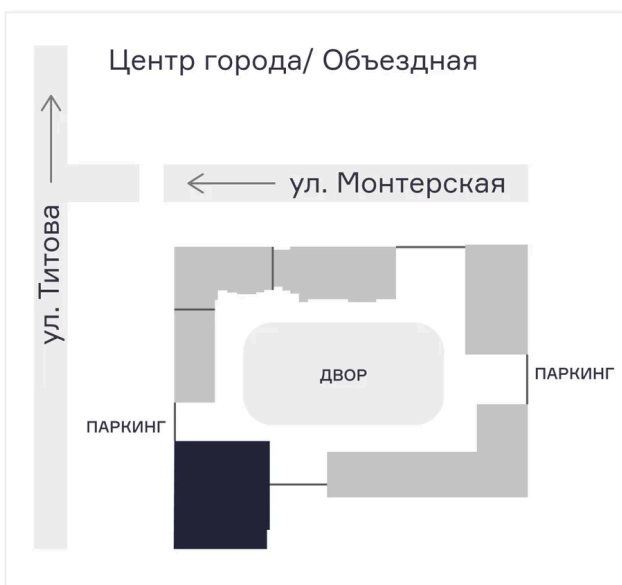 Центр города/ Объездная
ул. Монтерская
ул. Титова
ДВОР
ПАРКИНГ
ПАРКИНГ